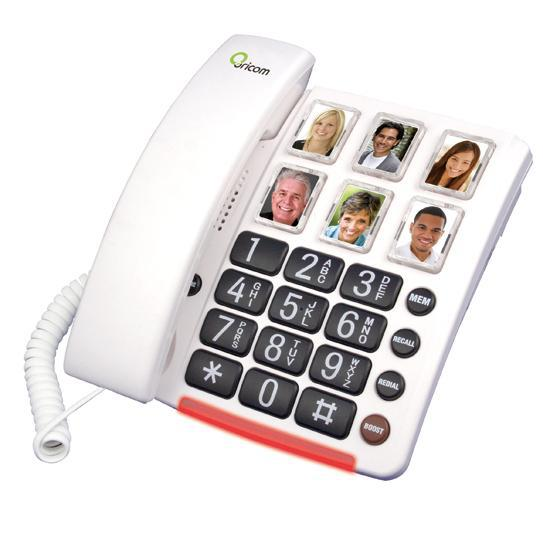 Oricom
1
2 ABC
3 DEF
MEM
4 GHI
5 JKL
6 MNO
RECALL
7 PQRS
8 TUV
9 WXYZ
REDIAL
*
0
#
BOOST